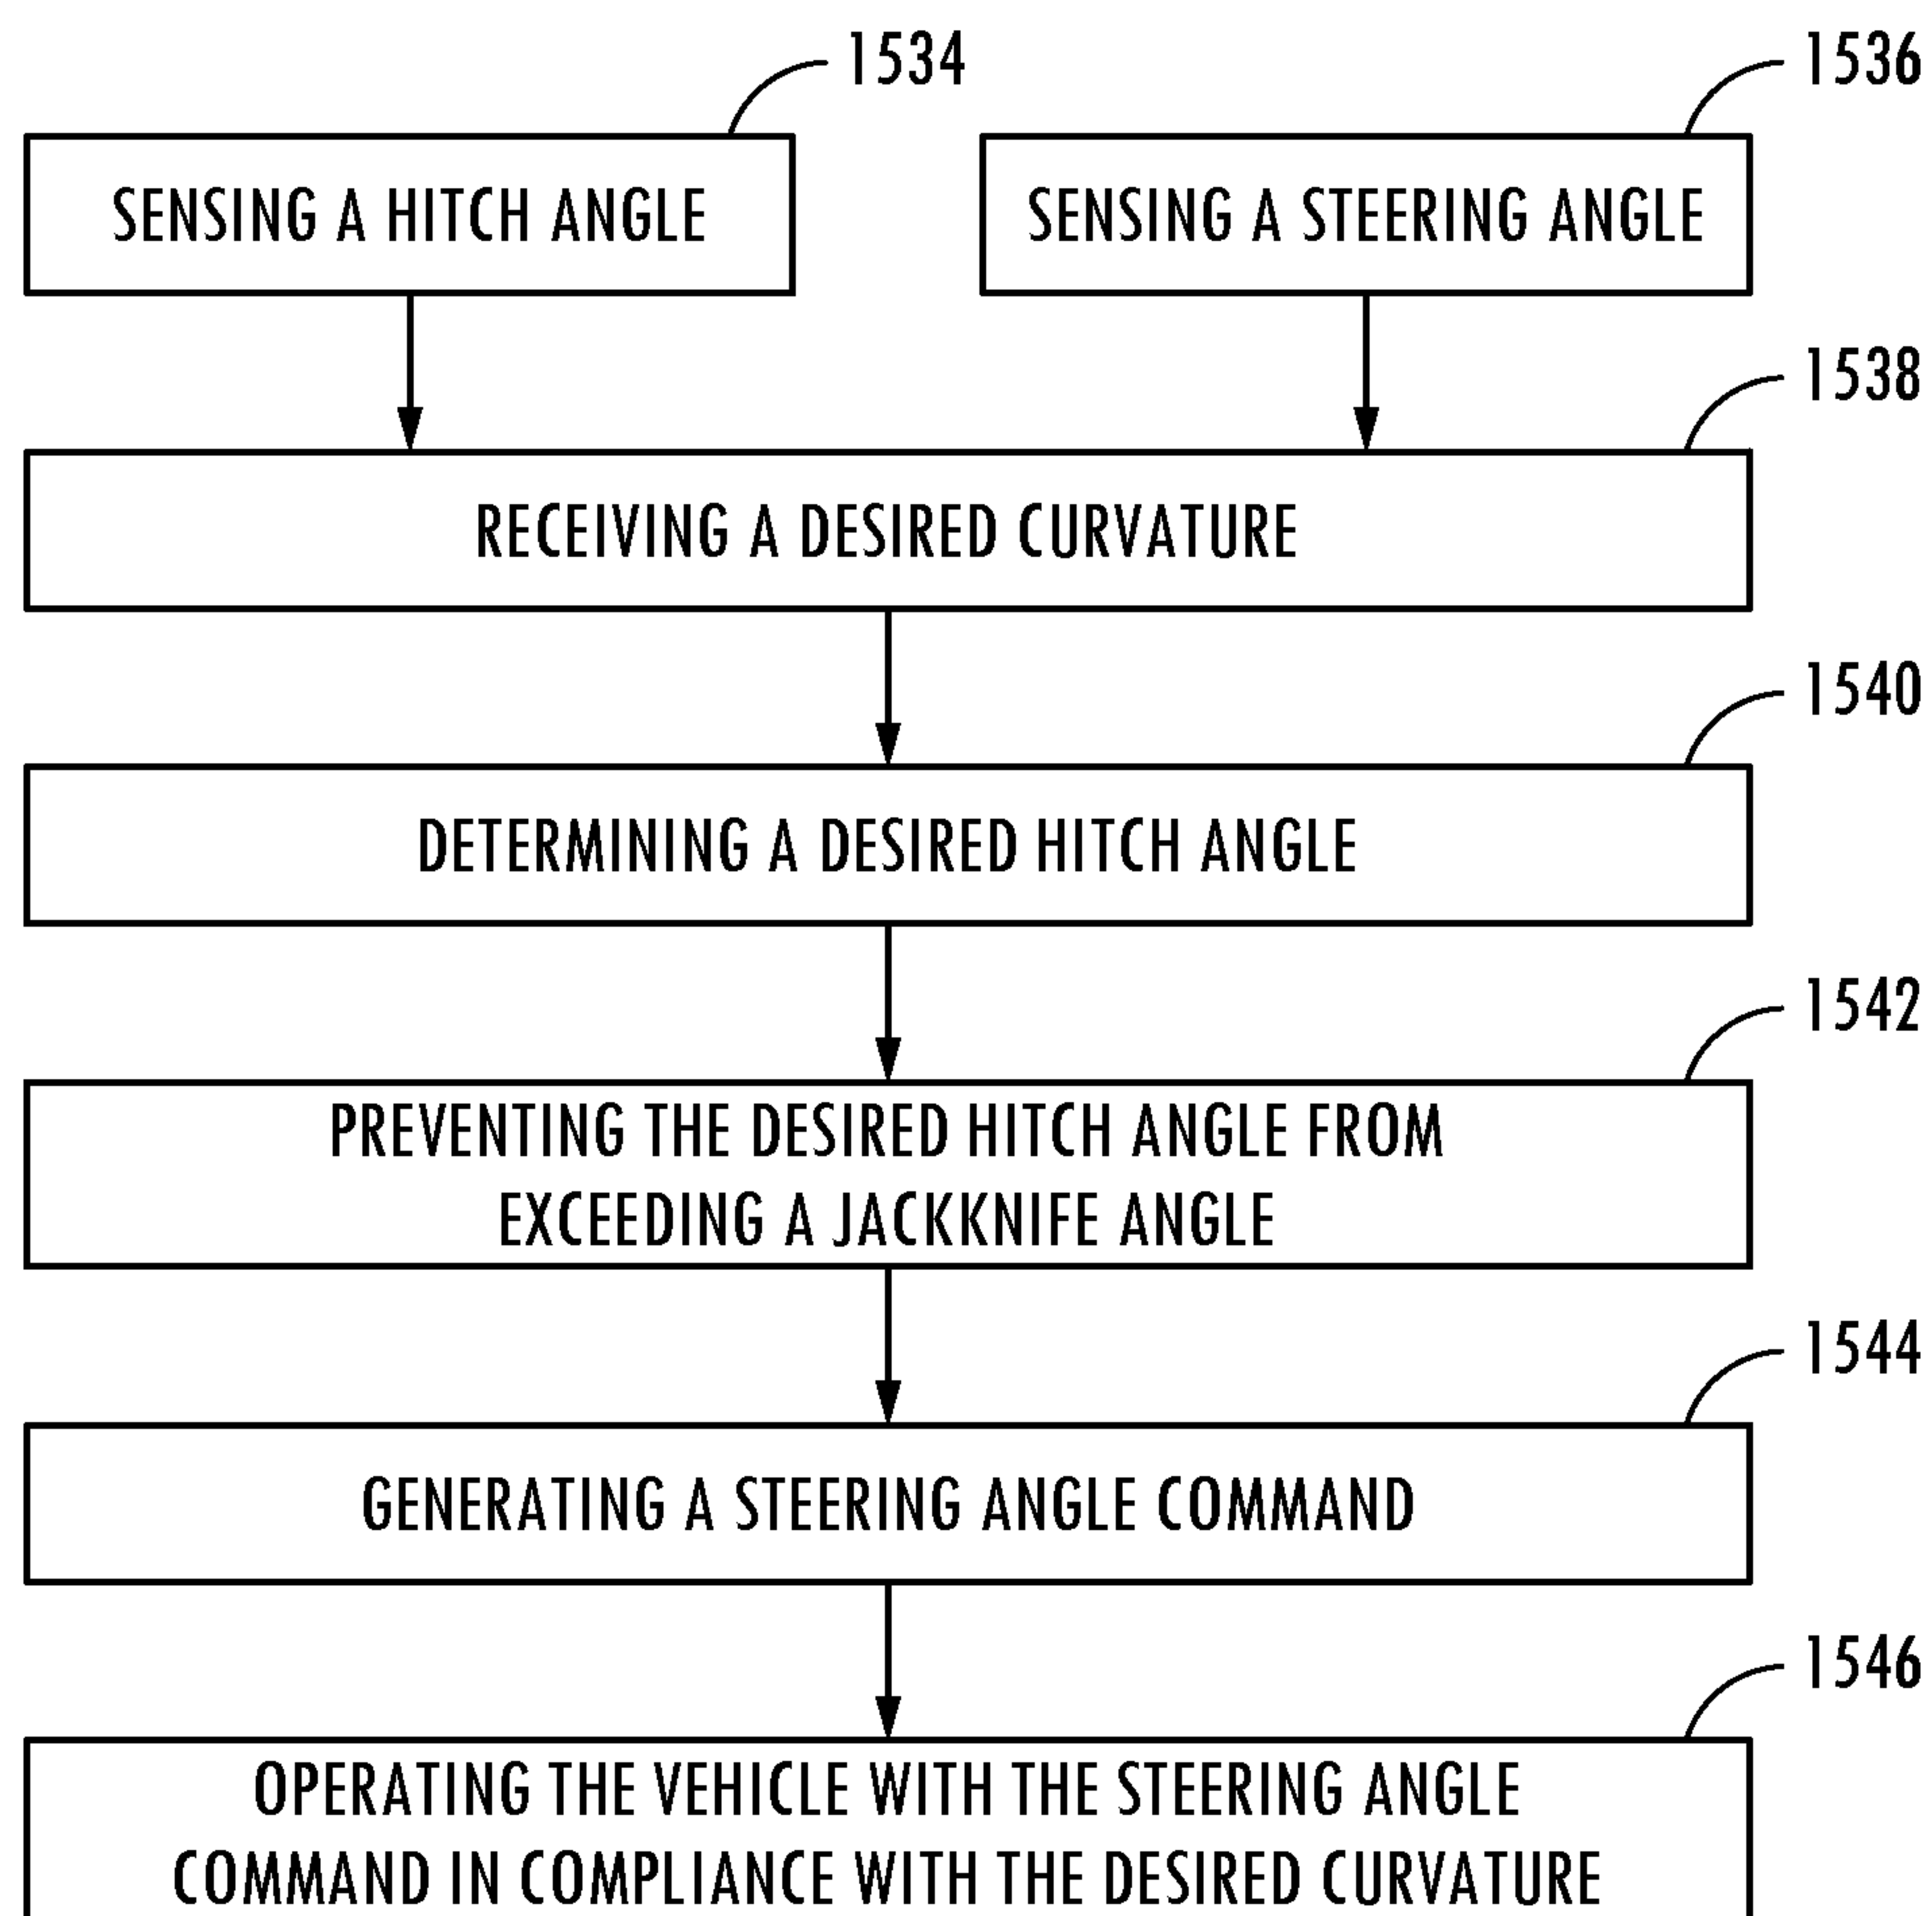 1534
1536
SENSING A HITCH ANGLE
SENSING A STEERING ANGLE
1538
RECEIVING A DESIRED CURVATURE
1540
DETERMINING A DESIRED HITCH ANGLE
1542
PREVENTING THE DESIRED HITCH ANGLE FROM
EXCEEDING A JACKKNIFE ANGLE
1544
GENERATING A STEERING ANGLE COMMAND
1546
OPERATING THE VEHICLE WITH THE STEERING ANGLE
COMMAND IN COMPLIANCE WITH THE DESIRED CURVATURE